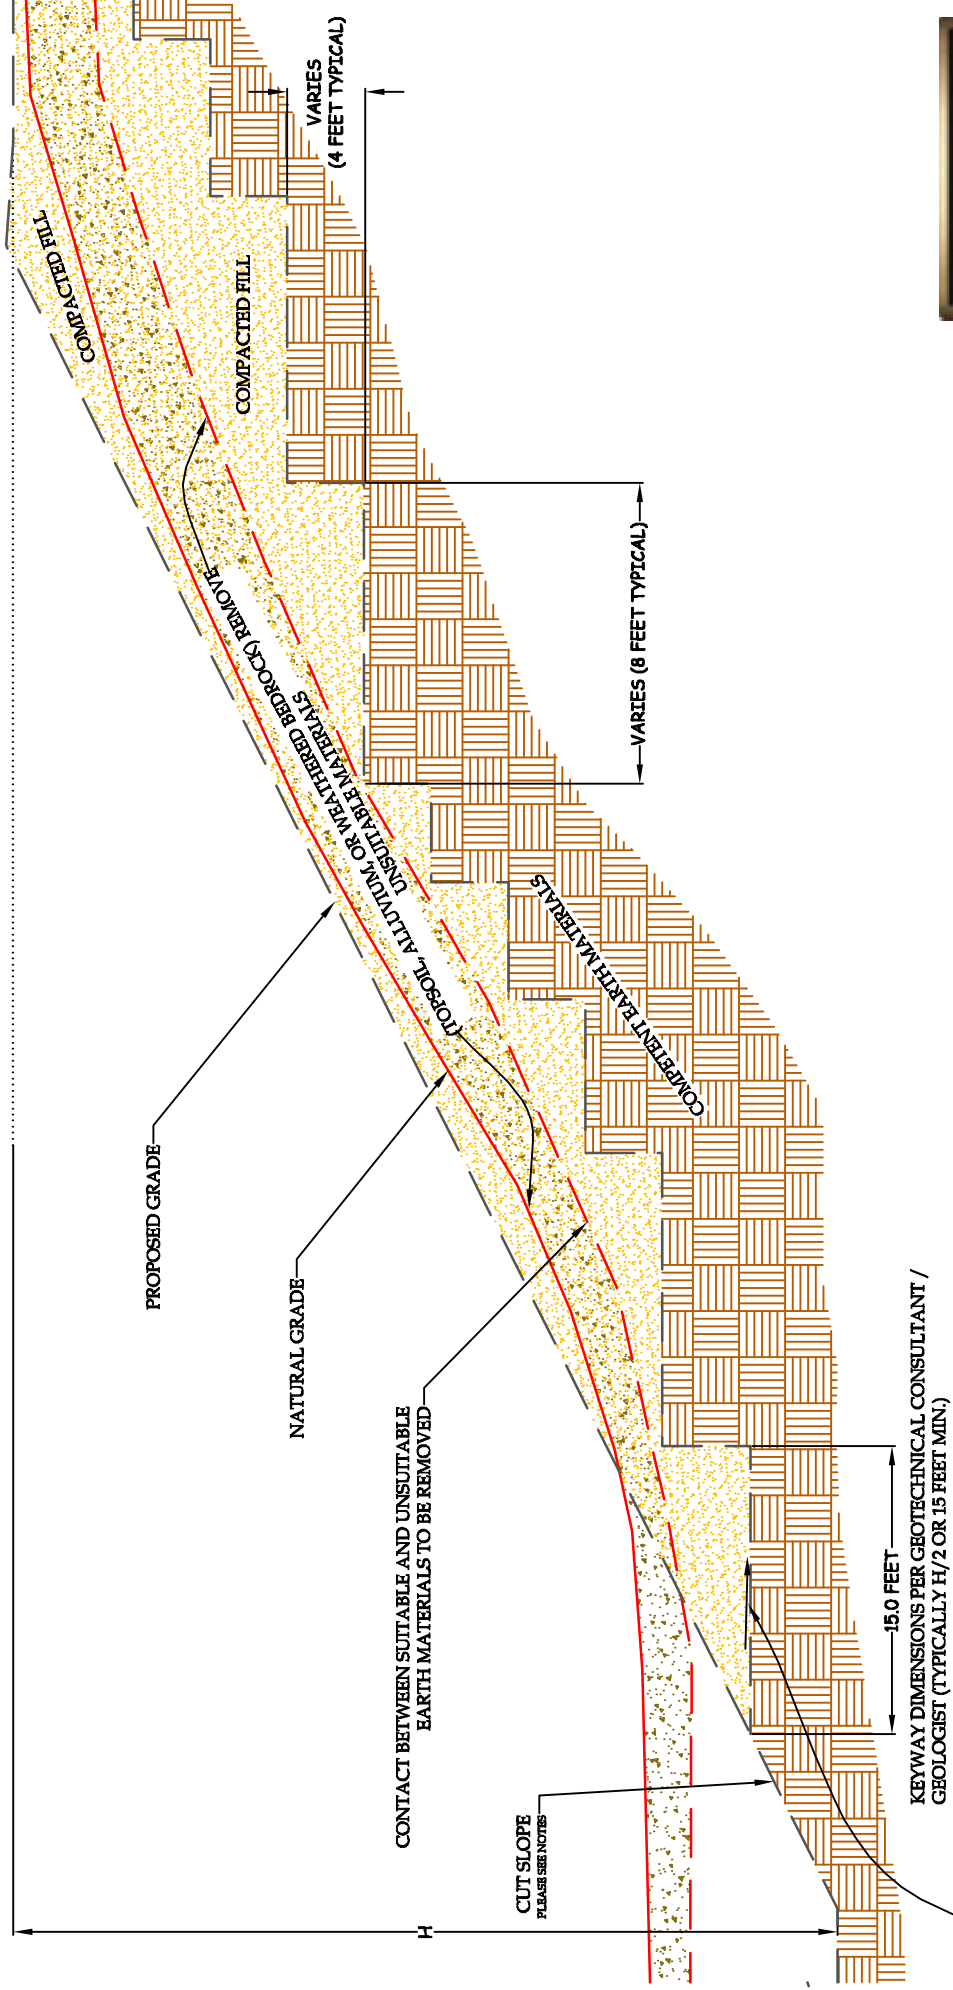 COMPACTED FILL
VARIES
(4 FEET TYPICAL)
COMPACTED FILL
PROPOSED GRADE
(TOPSOIL, ALLUVIUM, OR WEATHERED BEDROCK) REMOVE
UNSUITABLE MATERIALS
VARIES (8 FEET TYPICAL)
NATURAL GRADE
COMPETENT EARTH MATERIALS
CONTACT BETWEEN SUITABLE AND UNSUITABLE
EARTH MATERIALS TO BE REMOVED
CUT SLOPE
PLEASE SEE NOTES
H
15.0 FEET
KEYWAY DIMENSIONS PER GEOTECHNICAL CONSULTANT /
GEOLOGIST (TYPICALLY H/2 OR 15 FEET MIN.)